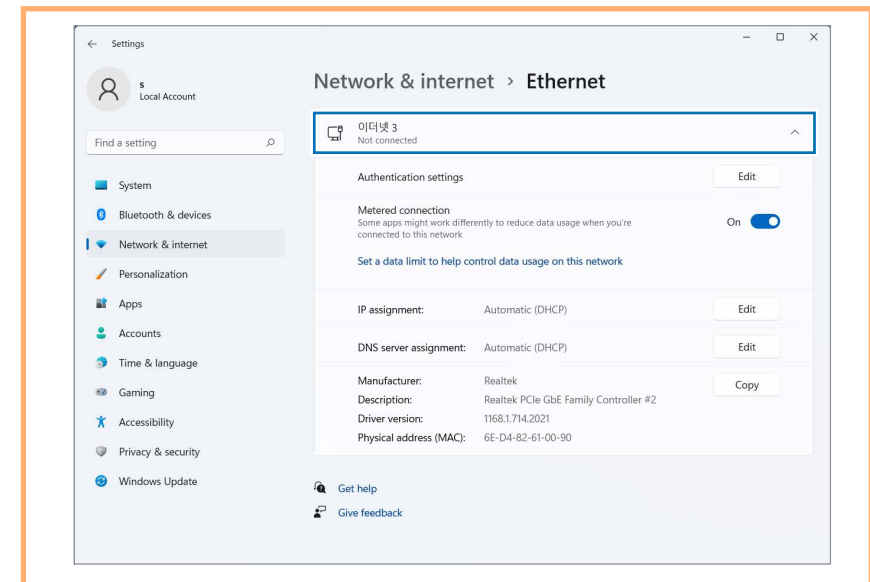 Settings
s
Local Account
Find a setting
System
Bluetooth & devices
Network & internet
Personalization
Apps
Accounts
Time & language
Gaming
Accessibility
Privacy & security
Windows Update
Network & internet > Ethernet
이더넷 3
Not connected
Authentication settings
Edit
Metered connection
Some apps might work differently to reduce data usage when you're
connected to this network
On
Set a data limit to help control data usage on this network
IP assignment: Automatic (DHCP) Edit
DNS server assignment: Automatic (DHCP) Edit
Manufacturer: Realtek Copy
Description: Realtek PCIe GbE Family Controller #2
Driver version: 1168.1.714.2021
Physical address (MAC): 6E-D4-82-61-00-90
Get help
Give feedback